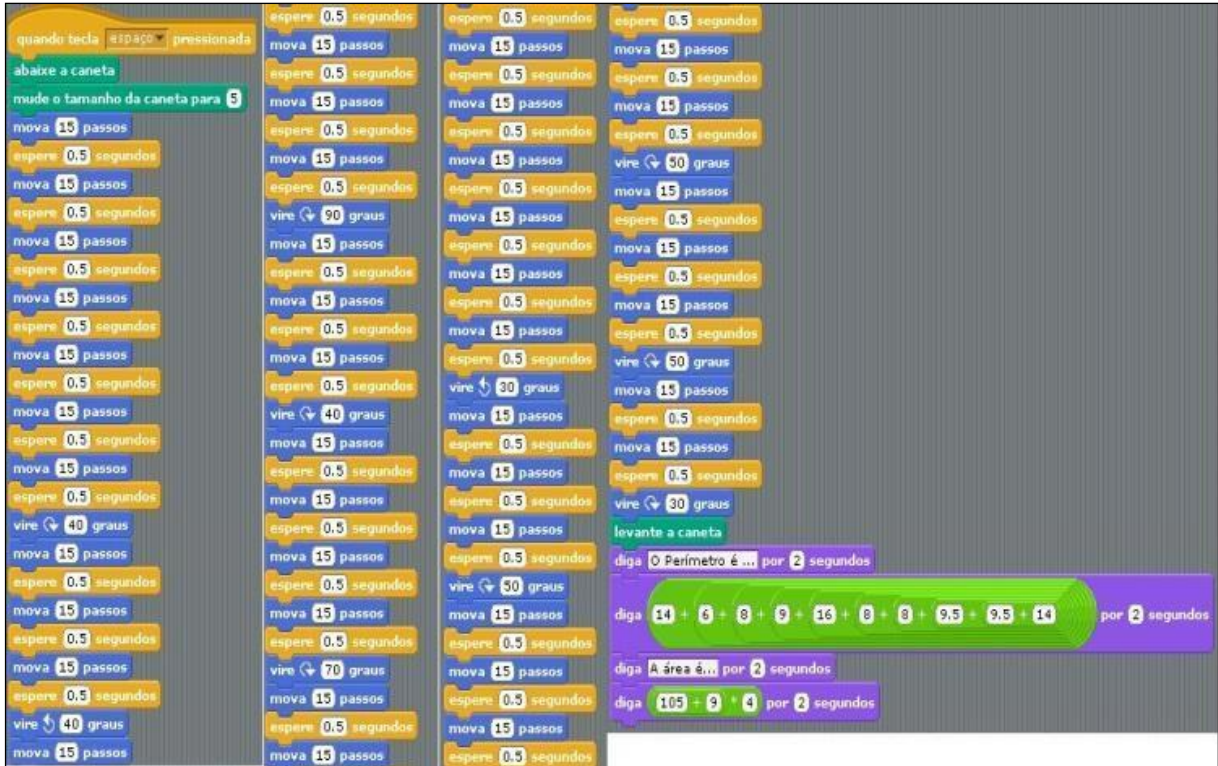 quando tecla espaço pressionada
abaixe a caneta
mude o tamanho da caneta para 5
mova 15 passos
espere 0.5 segundos
mova 15 passos
espere 0.5 segundos
mova 15 passos
espere 0.5 segundos
mova 15 passos
espere 0.5 segundos
mova 15 passos
espere 0.5 segundos
mova 15 passos
espere 0.5 segundos
mova 15 passos
espere 0.5 segundos
vire 40 graus
mova 15 passos
espere 0.5 segundos
mova 15 passos
espere 0.5 segundos
mova 15 passos
espere 0.5 segundos
vire 40 graus
mova 15 passos
espere 0.5 segundos
mova 15 passos
espere 0.5 segundos
mova 15 passos
espere 0.5 segundos
mova 15 passos
espere 0.5 segundos
vire 90 graus
mova 15 passos
espere 0.5 segundos
mova 15 passos
espere 0.5 segundos
mova 15 passos
espere 0.5 segundos
vire 40 graus
mova 15 passos
espere 0.5 segundos
mova 15 passos
espere 0.5 segundos
mova 15 passos
espere 0.5 segundos
mova 15 passos
espere 0.5 segundos
vire 70 graus
mova 15 passos
espere 0.5 segundos
mova 15 passos
espere 0.5 segundos
mova 15 passos
espere 0.5 segundos
mova 15 passos
espere 0.5 segundos
mova 15 passos
espere 0.5 segundos
mova 15 passos
espere 0.5 segundos
mova 15 passos
espere 0.5 segundos
mova 15 passos
espere 0.5 segundos
vire 30 graus
mova 15 passos
espere 0.5 segundos
mova 15 passos
espere 0.5 segundos
mova 15 passos
espere 0.5 segundos
vire 50 graus
mova 15 passos
espere 0.5 segundos
mova 15 passos
espere 0.5 segundos
mova 15 passos
espere 0.5 segundos
espere 0.5 segundos
mova 15 passos
espere 0.5 segundos
mova 15 passos
espere 0.5 segundos
vire 50 graus
mova 15 passos
espere 0.5 segundos
mova 15 passos
espere 0.5 segundos
mova 15 passos
espere 0.5 segundos
vire 50 graus
mova 15 passos
espere 0.5 segundos
mova 15 passos
espere 0.5 segundos
vire 30 graus
levante a caneta
diga O Perímetro é ... por 2 segundos
diga 14 + 6 + 8 + 9 + 16 + 8 + 8 + 9.5 + 9.5 + 14 por 2 segundos
diga A área é... por 2 segundos
diga 105 + 9 * 4 por 2 segundos